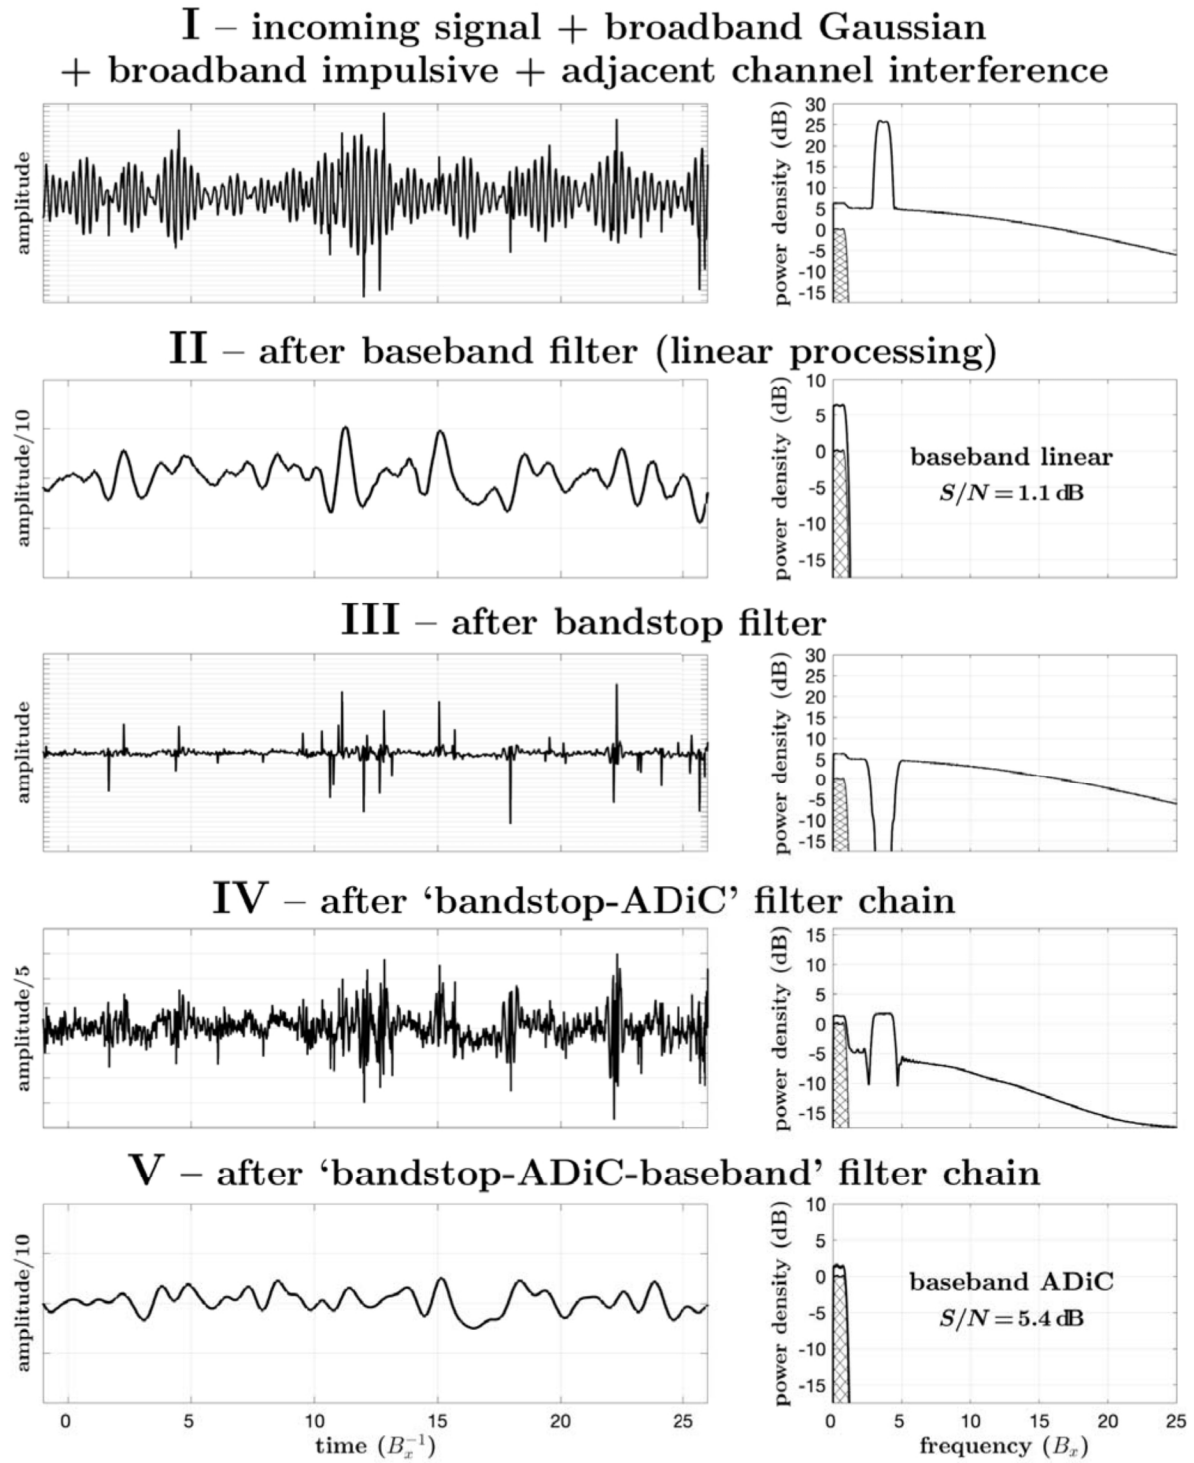 I – incoming signal + broadband Gaussian
+ broadband impulsive + adjacent channel interference
amplitude
power density (dB)
30
25
20
15
10
5
0
-5
-10
-15
II – after baseband filter (linear processing)
amplitude/10
power density (dB)
10
5
0
-5
-10
-15
baseband linear
S/N = 1.1 dB
III – after bandstop filter
amplitude
power density (dB)
30
25
20
15
10
5
0
-5
-10
-15
IV – after ‘bandstop-ADiC’ filter chain
amplitude/5
power density (dB)
15
10
5
0
-5
-10
-15
V – after ‘bandstop-ADiC-baseband’ filter chain
amplitude/10
0 5 10 15 20 25
time (B_x^{-1})
power density (dB)
10
5
0
-5
-10
-15
baseband ADiC
S/N = 5.4 dB
0 5 10 15 20 25
frequency (B_x)